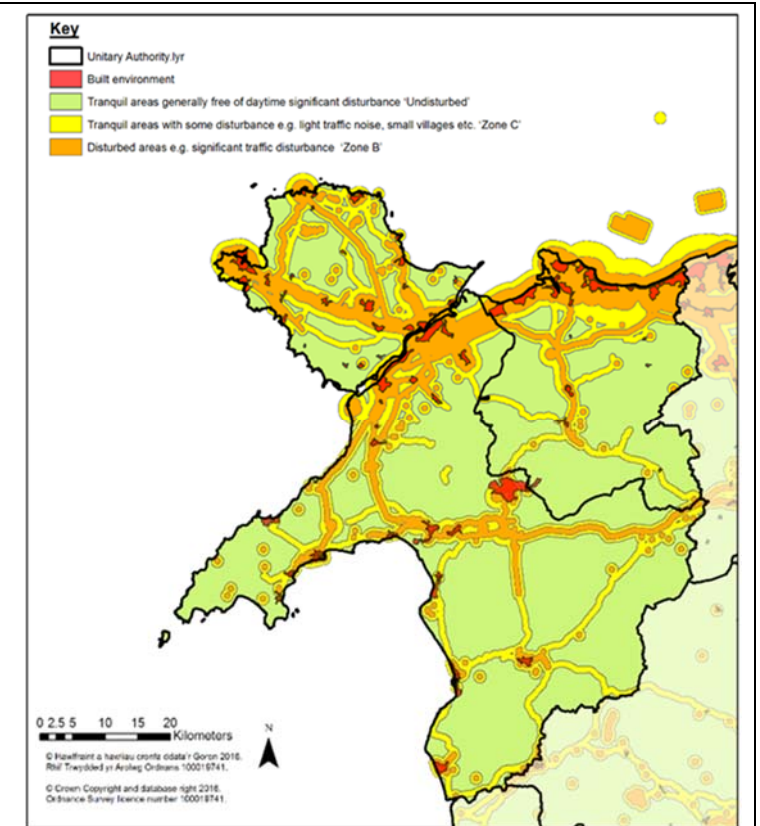 Key
Unitary Authority.lyr
Built environment
Tranquil areas generally free of daytime significant disturbance 'Undisturbed'
Tranquil areas with some disturbance e.g. light traffic noise, small villages etc. 'Zone C'
Disturbed areas e.g. significant traffic disturbance 'Zone B'
0 2.5 5 10 15 20
Kilometers
N
© Hawlfraint a hawliau cronfa ddata'r Goron 2016.
Rhif Trwydded yr Arolwg Ordnans 100019741.
© Crown Copyright and database right 2016.
Ordnance Survey licence number 100019741.